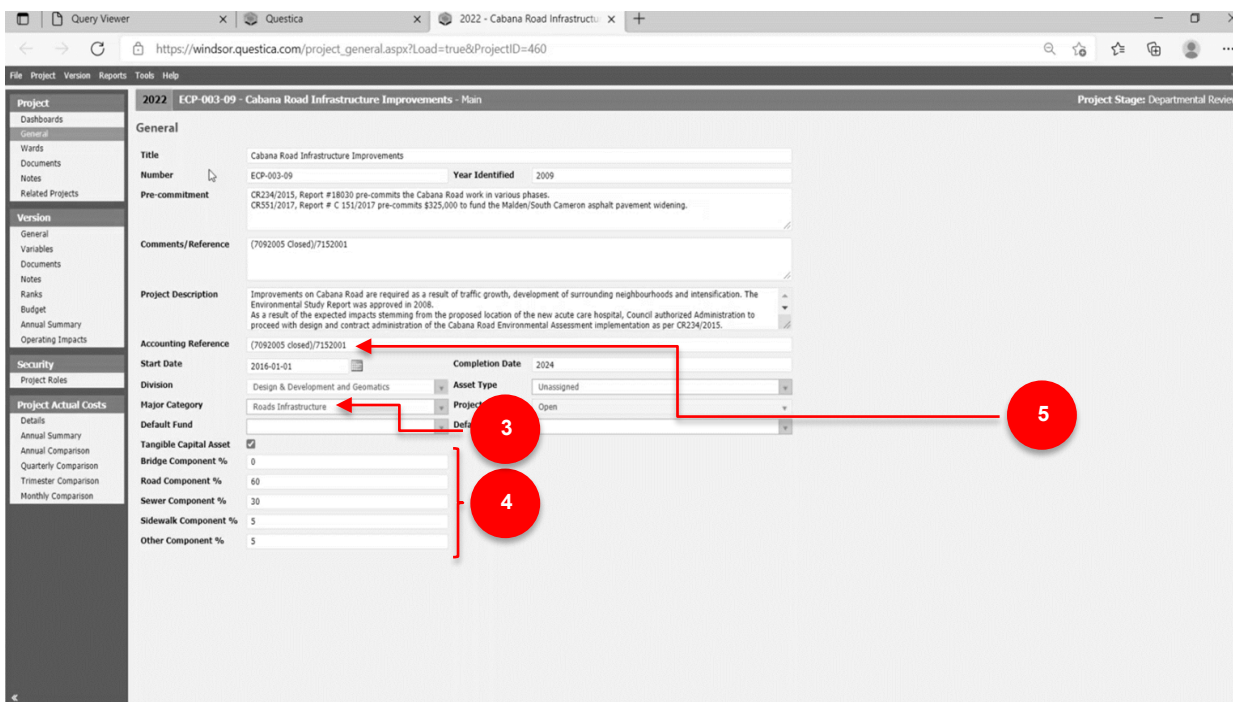 Query Viewer
Questica
2022 - Cabana Road Infrastructu
https://windsor.questica.com/project_general.aspx?Load=true&ProjectID=460
File Project Version Reports Tools Help
Project
Dashboards
General
Wards
Documents
Notes
Related Projects
Version
General
Variables
Documents
Notes
Ranks
Budget
Annual Summary
Operating Impacts
Security
Project Roles
Project Actual Costs
Details
Annual Summary
Annual Comparison
Quarterly Comparison
Trimester Comparison
Monthly Comparison
2022 ECP-003-09 - Cabana Road Infrastructure Improvements - Main
Project Stage: Departmental Review
General
Title Cabana Road Infrastructure Improvements
Number ECP-003-09 Year Identified 2009
Pre-commitment CR234/2015, Report #18030 pre-commits the Cabana Road work in various phases.
CR551/2017, Report # C 151/2017 pre-commits $325,000 to fund the Malden/South Cameron asphalt pavement widening.
Comments/Reference (7092005 Closed)/7152001
Project Description Improvements on Cabana Road are required as a result of traffic growth, development of surrounding neighbourhoods and intensification. The
Environmental Study Report was approved in 2008.
As a result of the expected impacts stemming from the proposed location of the new acute care hospital, Council authorized Administration to
proceed with design and contract administration of the Cabana Road Environmental Assessment implementation as per CR234/2015.
Accounting Reference (7092005 closed)/7152001
Start Date 2016-01-01 Completion Date 2024
Division Design & Development and Geomatics Asset Type Unassigned
Major Category Roads Infrastructure Project Open
Default Fund Defa
Tangible Capital Asset
Bridge Component % 0
Road Component % 60
Sewer Component % 30
Sidewalk Component % 5
Other Component % 5
3
4
5